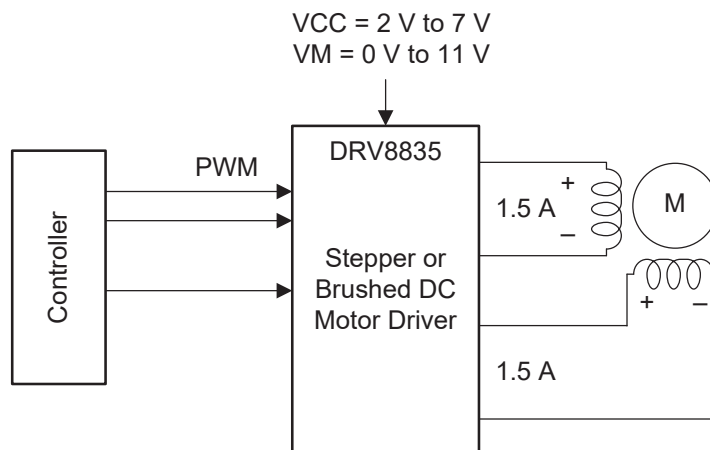 VCC = 2 V to 7 V
VM = 0 V to 11 V
DRV8835
PWM
Controller
Stepper or
Brushed DC
Motor Driver
+
1.5 A
–
M
+ –
1.5 A